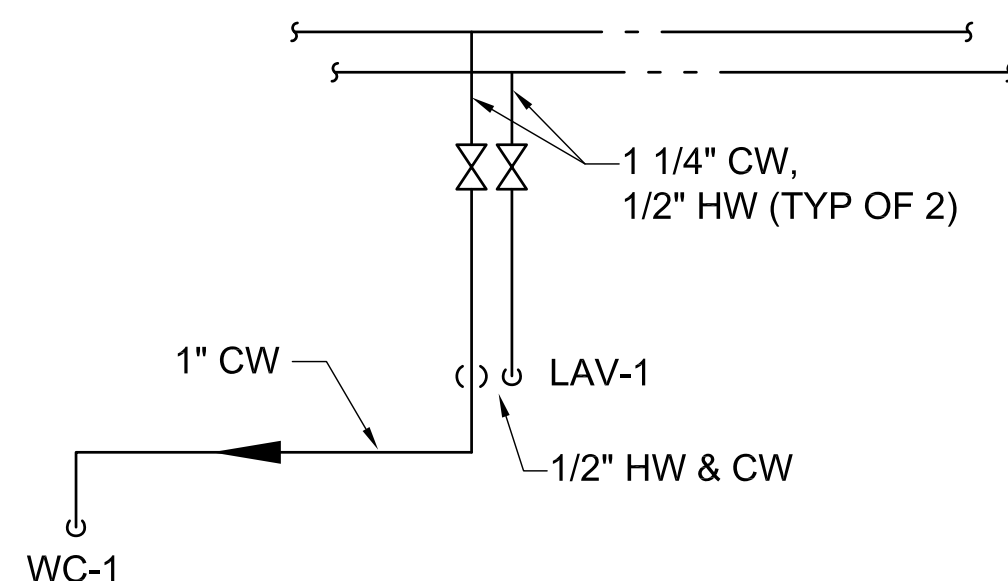 1 1/4" CW,
1/2" HW (TYP OF 2)
1" CW
LAV-1
1/2" HW & CW
WC-1